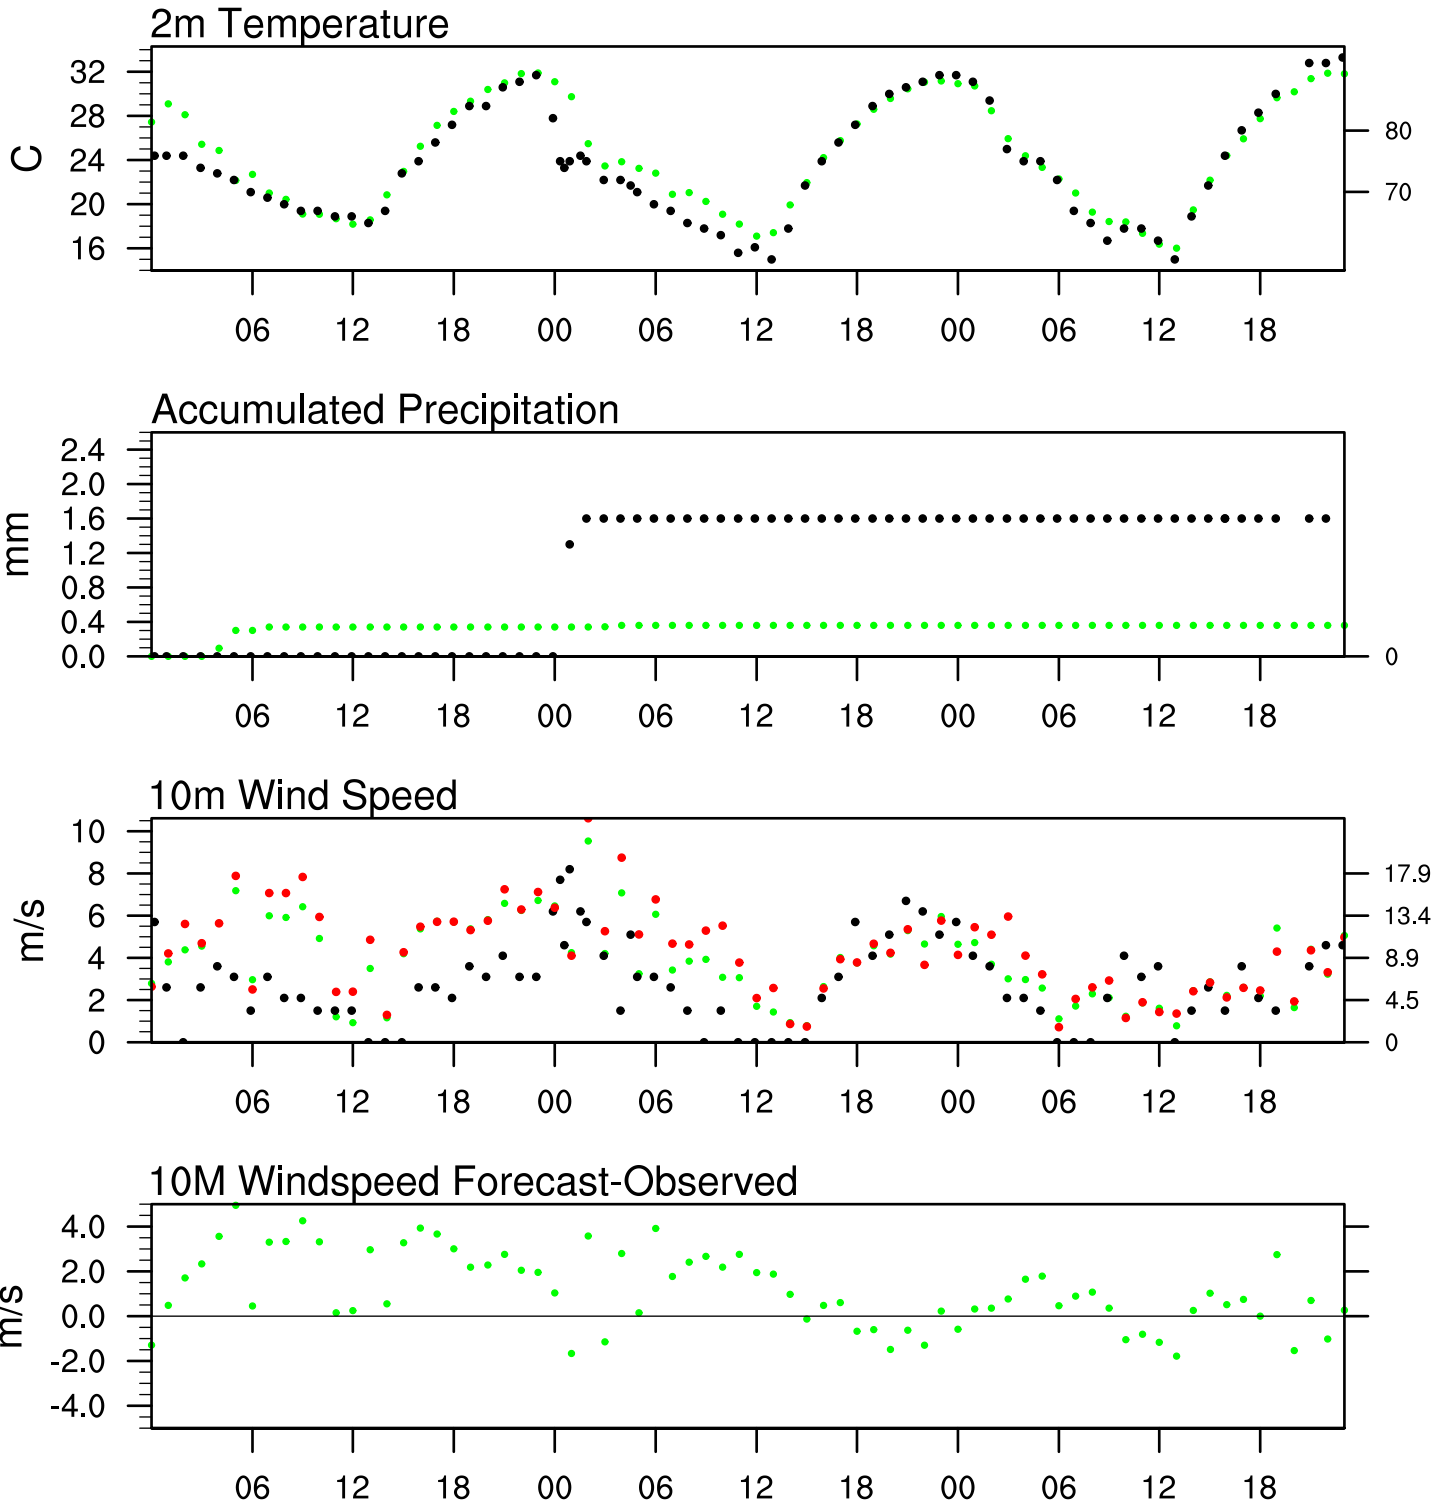 2m Temperature
32
28
24
20
16
C
80
70
06 12 18 00 06 12 18 00 06 12 18
Accumulated Precipitation
2.4
2.0
1.6
1.2
0.8
0.4
0.0
mm
0
06 12 18 00 06 12 18 00 06 12 18
10m Wind Speed
10
8
6
4
2
0
m/s
17.9
13.4
8.9
4.5
0
06 12 18 00 06 12 18 00 06 12 18
10M Windspeed Forecast-Observed
4.0
2.0
0.0
-2.0
-4.0
m/s
06 12 18 00 06 12 18 00 06 12 18